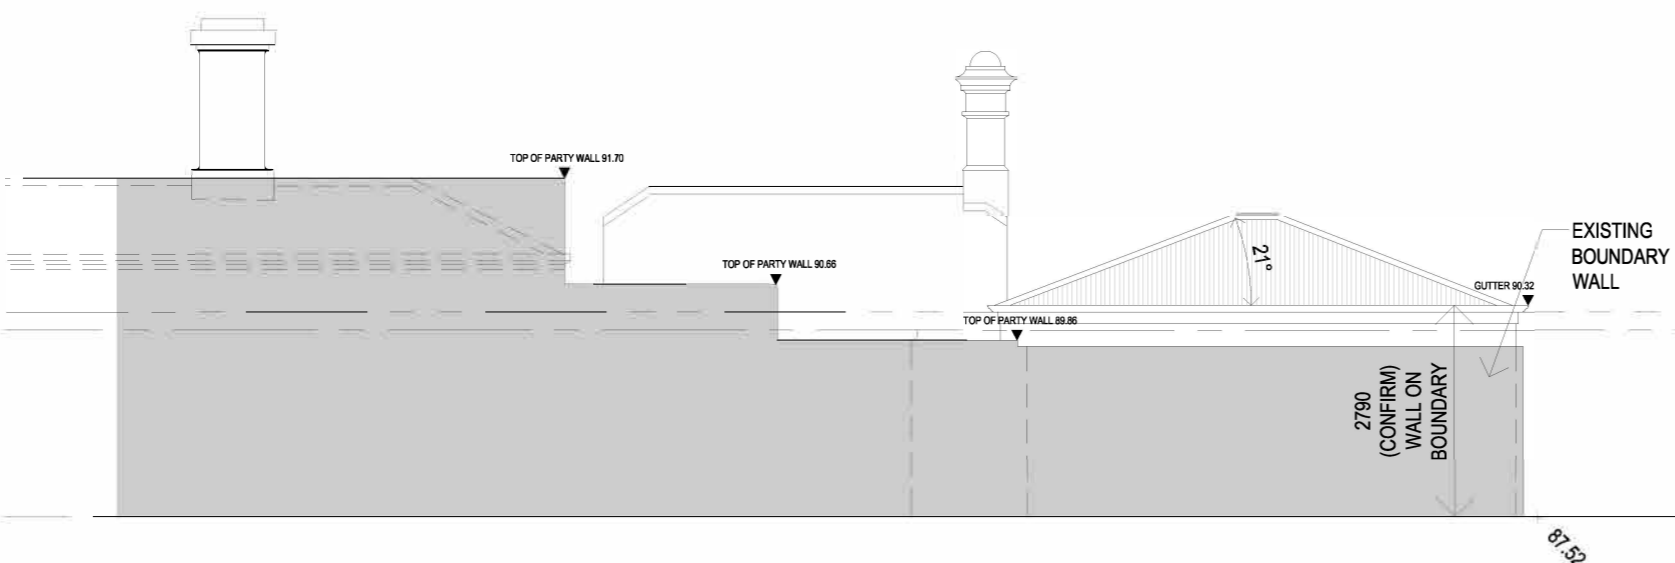 TOP OF PARTY WALL 91.70
TOP OF PARTY WALL 90.66
TOP OF PARTY WALL 89.86
21°
GUTTER 90.32
EXISTING
BOUNDARY
WALL
2790
(CONFIRM)
WALL ON
BOUNDARY
87.52